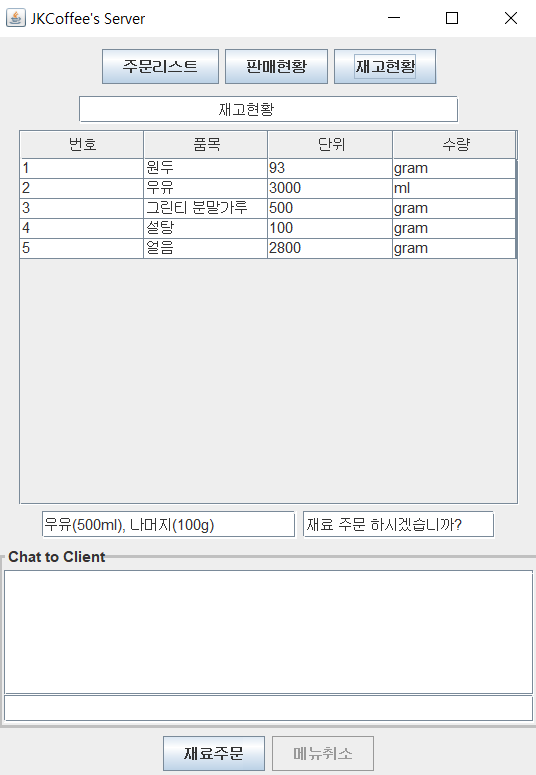 JKCoffee's Server
주문리스트 판매현황 재고현황
재고현황
번호 품목 단위 수량
1 원두 93 gram
2 우유 3000 ml
3 그린티 분말가루 500 gram
4 설탕 100 gram
5 얼음 2800 gram
우유(500ml), 나머지(100g) 재료 주문 하시겠습니까?
Chat to Client
재료주문 메뉴취소